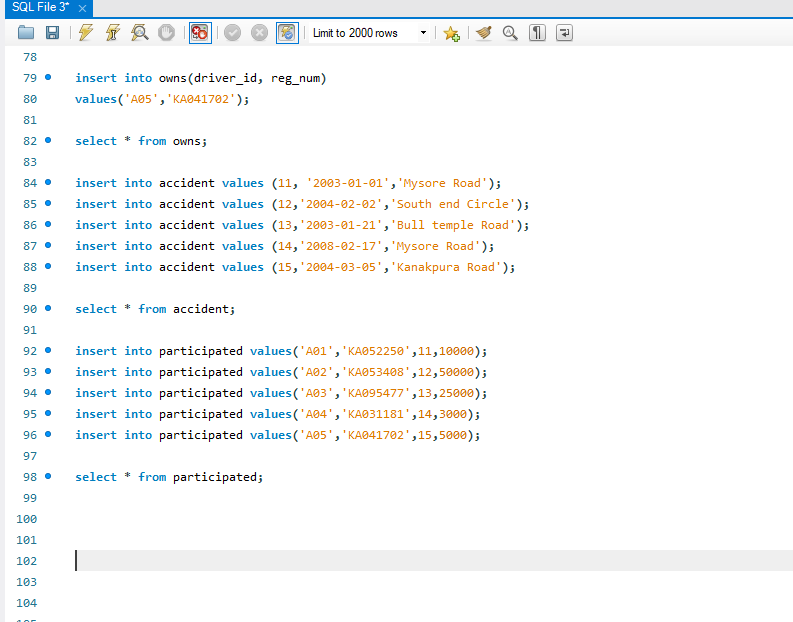 SQL File 3*
Limit to 2000 rows
78
79 insert into owns(driver_id, reg_num)
80 values('A05','KA041702');
81
82 select * from owns;
83
84 insert into accident values (11, '2003-01-01','Mysore Road');
85 insert into accident values (12,'2004-02-02','South end Circle');
86 insert into accident values (13,'2003-01-21','Bull temple Road');
87 insert into accident values (14,'2008-02-17','Mysore Road');
88 insert into accident values (15,'2004-03-05','Kanakpura Road');
89
90 select * from accident;
91
92 insert into participated values('A01','KA052250',11,10000);
93 insert into participated values('A02','KA053408',12,50000);
94 insert into participated values('A03','KA095477',13,25000);
95 insert into participated values('A04','KA031181',14,3000);
96 insert into participated values('A05','KA041702',15,5000);
97
98 select * from participated;
99
100
101
102
103
104